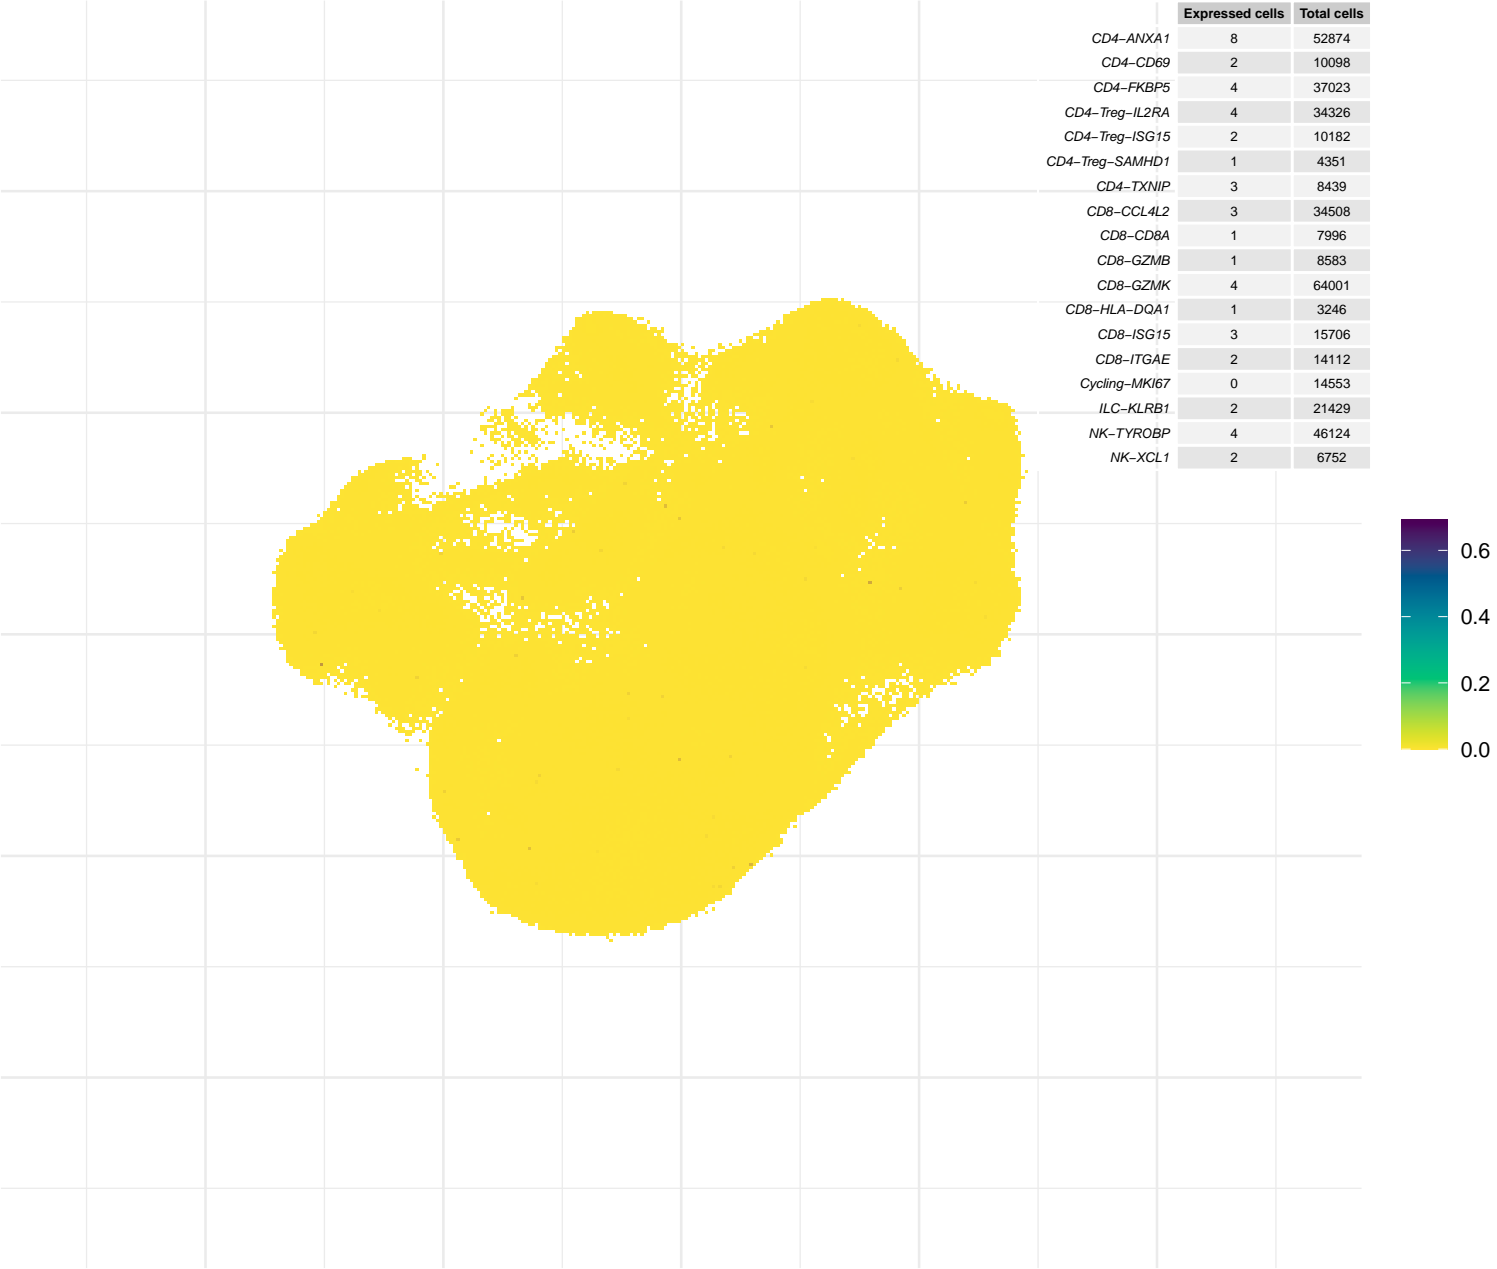 Expressed cells Total cells
CD4−ANXA1 8 52874
CD4−CD69 2 10098
CD4−FKBP5 4 37023
CD4−Treg−IL2RA 4 34326
CD4−Treg−ISG15 2 10182
CD4−Treg−SAMHD1 1 4351
CD4−TXNIP 3 8439
CD8−CCL4L2 3 34508
CD8−CD8A 1 7996
CD8−GZMB 1 8583
CD8−GZMK 4 64001
CD8−HLA−DQA1 1 3246
CD8−ISG15 3 15706
CD8−ITGAE 2 14112
Cycling−MKI67 0 14553
ILC−KLRB1 2 21429
NK−TYROBP 4 46124
NK−XCL1 2 6752
0.6
0.4
0.2
0.0